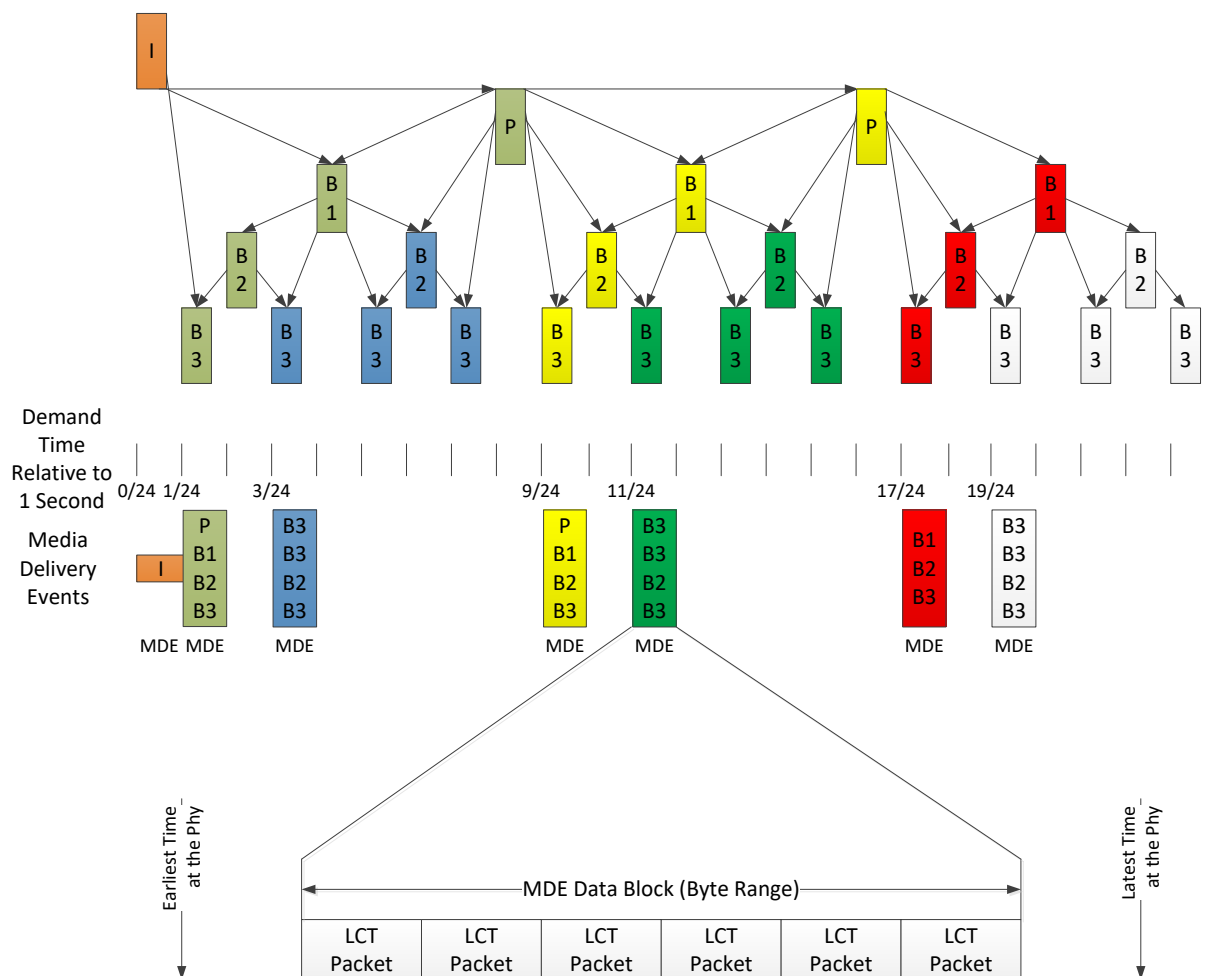 I
P
P
B
1
B
1
B
1
B
2
B
2
B
2
B
2
B
2
B
2
B
3
B
3
B
3
B
3
B
3
B
3
B
3
B
3
B
3
B
3
B
3
B
3
Demand
Time
Relative to
1 Second
0/24 1/24 3/24 9/24 11/24 17/24 19/24
Media
Delivery
Events
I
P
B1
B2
B3
B3
B3
B2
B3
P
B1
B2
B3
B3
B3
B2
B3
B1
B2
B3
B3
B3
B2
B3
MDE MDE MDE MDE MDE MDE MDE
Earliest Time
at the Phy
Latest Time
at the Phy
MDE Data Block (Byte Range)
LCT
Packet
LCT
Packet
LCT
Packet
LCT
Packet
LCT
Packet
LCT
Packet